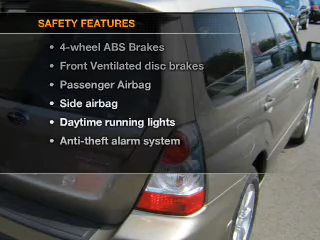 SAFETY FEATURES
• 4-wheel ABS Brakes
• Front Ventilated disc brakes
• Passenger Airbag
• Side airbag
• Daytime running lights
• Anti-theft alarm system